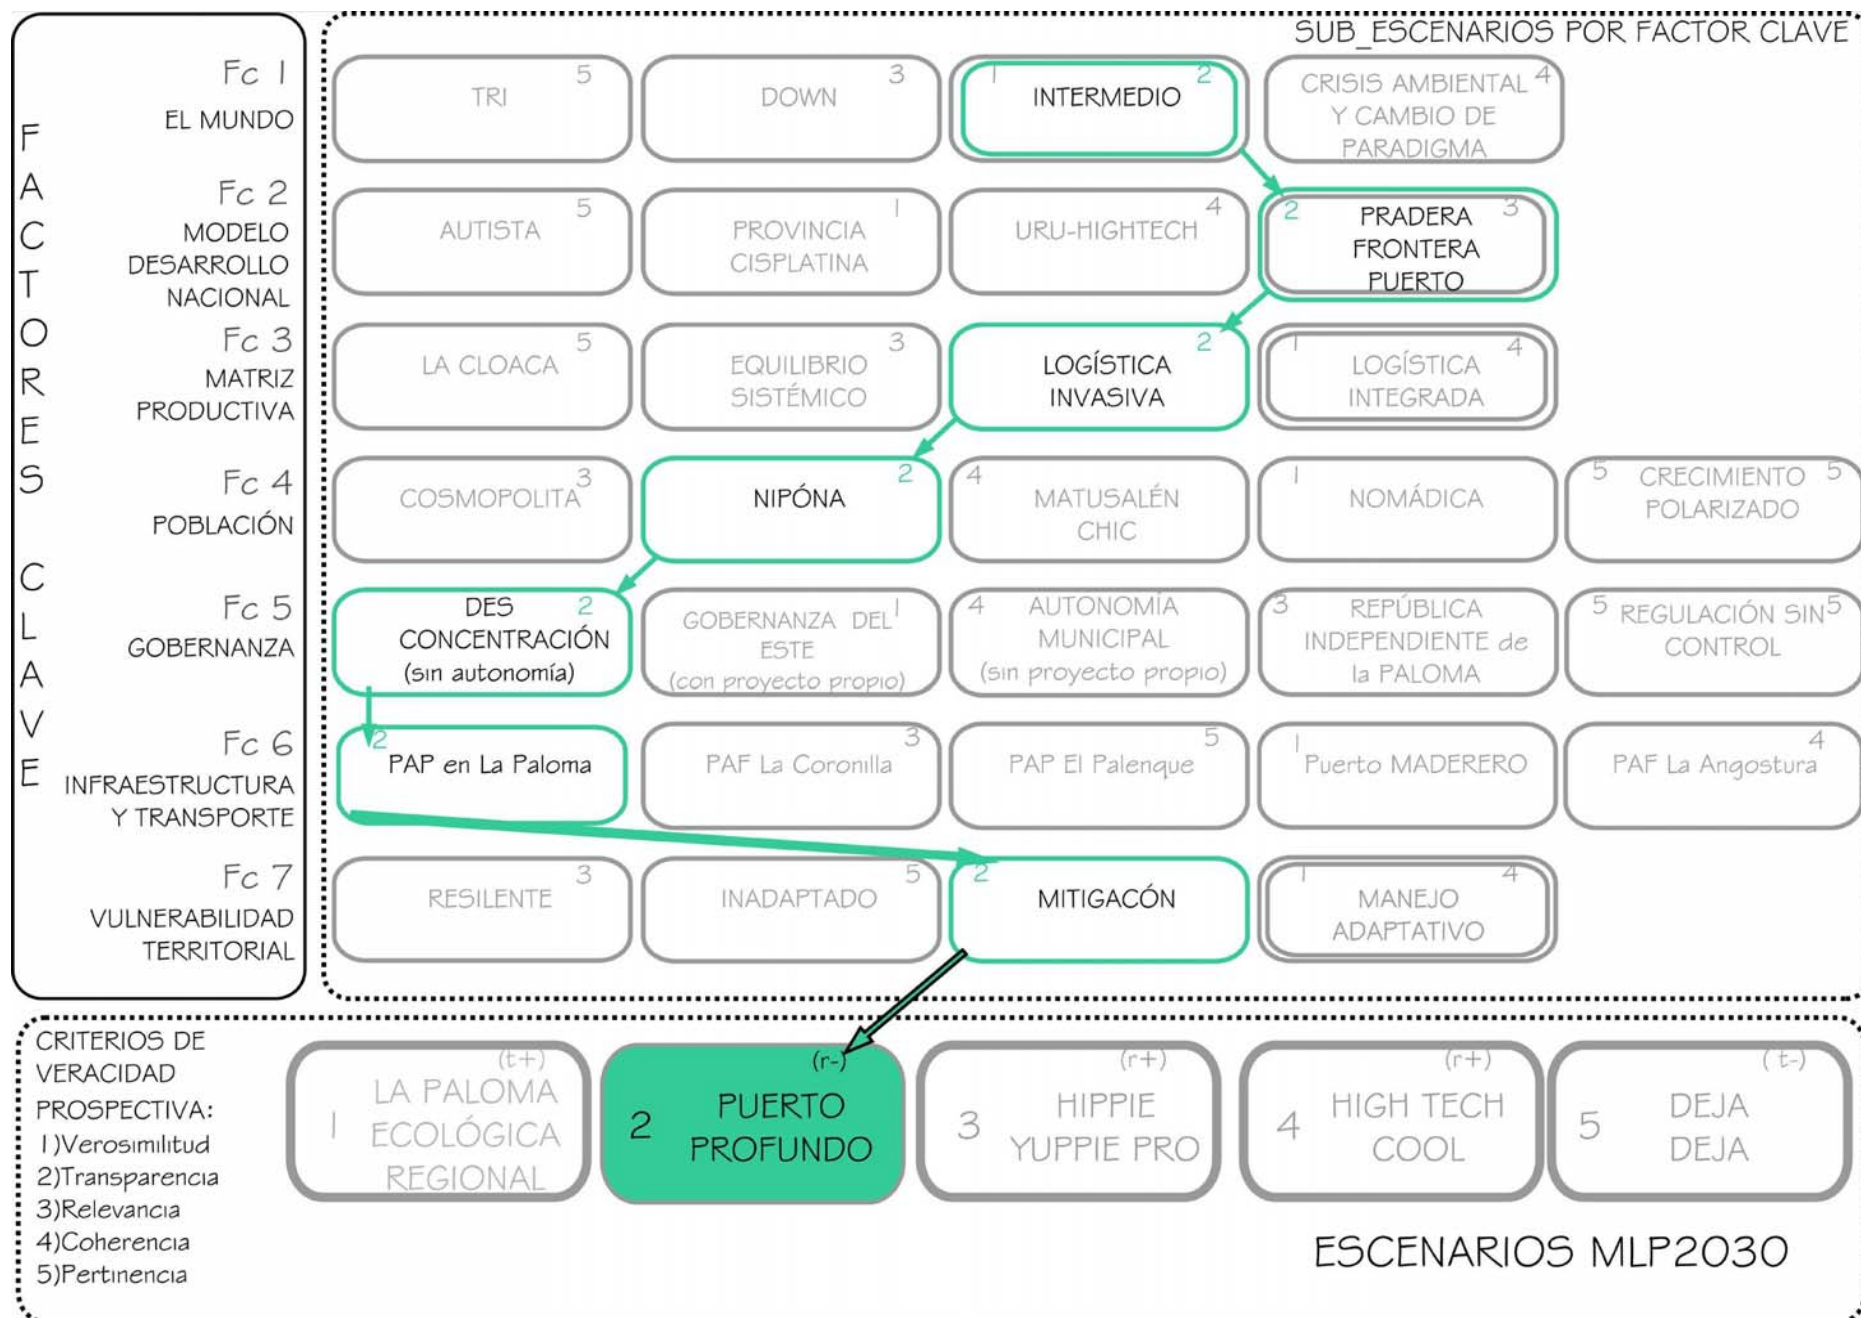 SUB_ESCENARIOS POR FACTOR CLAVE
FACTORES CLAVE
Fc 1
EL MUNDO
TRI 5
DOWN 3
1 INTERMEDIO 2
CRISIS AMBIENTAL 4
Y CAMBIO DE
PARADIGMA
Fc 2
MODELO
DESARROLLO
NACIONAL
AUTISTA 5
PROVINCIA 1
CISPLATINA
URU-HIGHTECH 4
2 PRADERA 3
FRONTERA
PUERTO
Fc 3
MATRIZ
PRODUCTIVA
LA CLOACA 5
EQUILIBRIO 3
SISTÉMICO
LOGÍSTICA 2
INVASIVA
1 LOGÍSTICA 4
INTEGRADA
Fc 4
POBLACIÓN
COSMOPOLITA 3
NIPÓNA 2
4 MATUSALÉN
CHIC
1 NOMÁDICA
5 CRECIMIENTO 5
POLARIZADO
Fc 5
GOBERNANZA
DES 2
CONCENTRACIÓN
(sin autonomía)
GOBERNANZA DEL 1
ESTE
(con proyecto propio)
4 AUTONOMÍA
MUNICIPAL
(sin proyecto propio)
3 REPÚBLICA
INDEPENDIENTE de
la PALOMA
5 REGULACIÓN SIN 5
CONTROL
Fc 6
INFRAESTRUCTURA
Y TRANSPORTE
2
PAP en La Paloma
PAF La Coronilla 3
PAP El Palenque 5
1 Puerto MADERERO
PAF La Angostura 4
Fc 7
VULNERABILIDAD
TERRITORIAL
RESILENTE 3
INADAPTADO 5
2 MITIGACÓN
1 MANEJO 4
ADAPTATIVO
CRITERIOS DE
VERACIDAD
PROSPECTIVA:
1)Verosimilitud
2)Transparencia
3)Relevancia
4)Coherencia
5)Pertinencia
(t+)
1 LA PALOMA
ECOLÓGICA
REGIONAL
(r-)
2 PUERTO
PROFUNDO
(r+)
3 HIPPIE
YUPPIE PRO
(r+)
4 HIGH TECH
COOL
( t-)
5 DEJA
DEJA
ESCENARIOS MLP2030